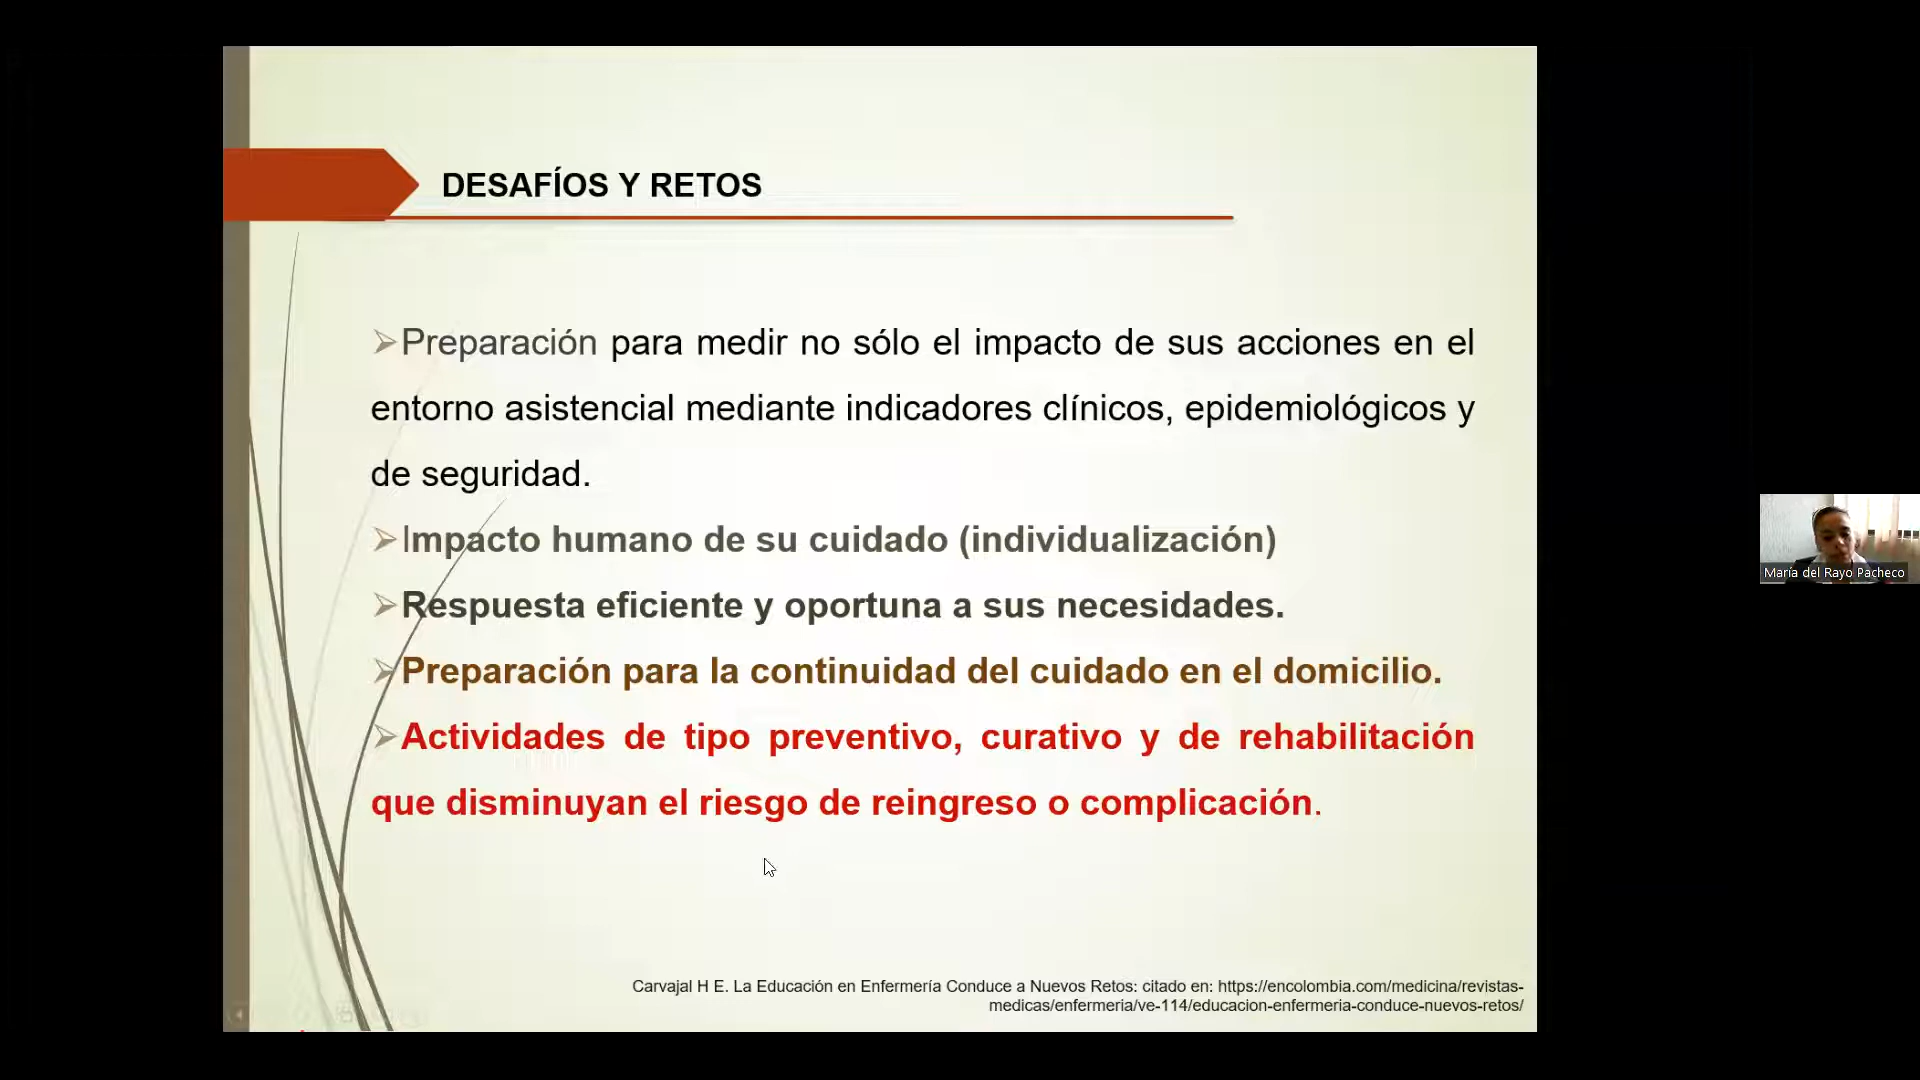 DESAFÍOS Y RETOS
➢Preparación para medir no sólo el impacto de sus acciones en el
entorno asistencial mediante indicadores clínicos, epidemiológicos y
de seguridad.
➢Impacto humano de su cuidado (individualización)
➢Respuesta eficiente y oportuna a sus necesidades.
➢Preparación para la continuidad del cuidado en el domicilio.
➢Actividades de tipo preventivo, curativo y de rehabilitación
que disminuyan el riesgo de reingreso o complicación.
María del Rayo Pacheco
Carvajal H E. La Educación en Enfermería Conduce a Nuevos Retos: citado en: https://encolombia.com/medicina/revistas-
medicas/enfermeria/ve-114/educacion-enfermeria-conduce-nuevos-retos/